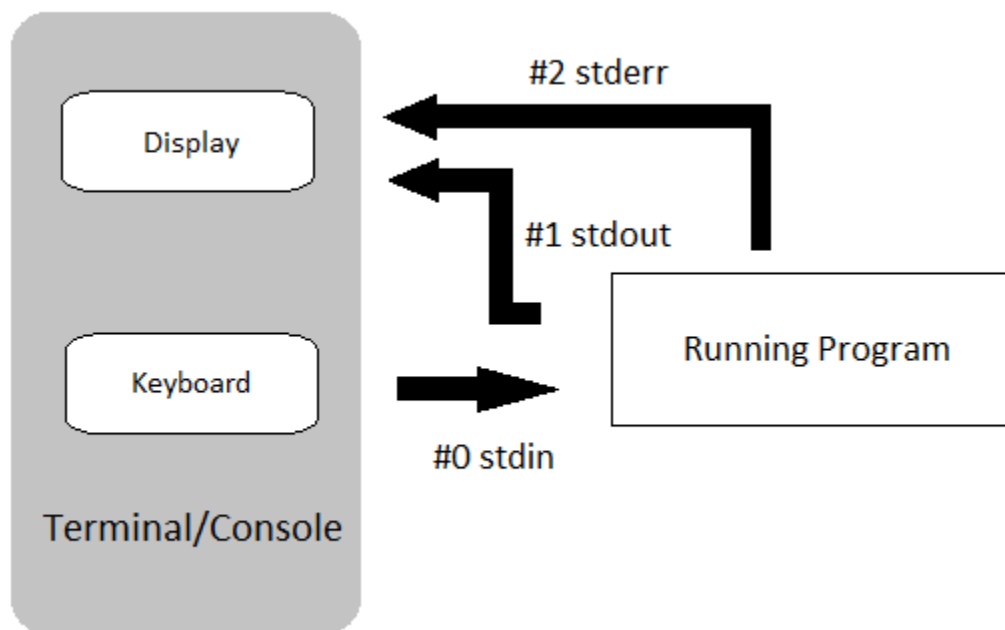 #2 stderr
Display
#1 stdout
Running Program
Keyboard
#0 stdin
Terminal/Console